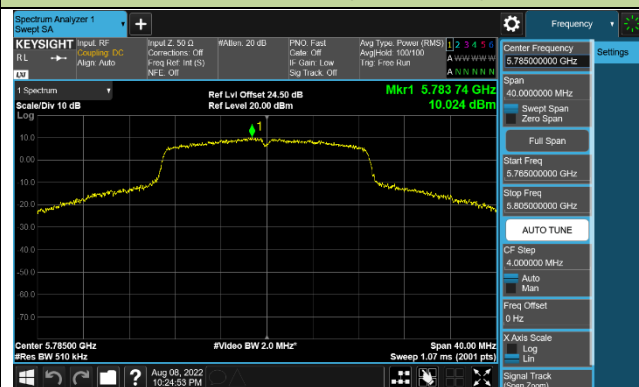 Spectrum Analyzer 1
Swept SA
+
Frequency
KEYSIGHT
RL
LXI
Input: RF
Coupling: DC
Align: Auto
Input Z: 50 Ω
Corrections: Off
Freq Ref: Int (S)
NFE: Off
#Atten: 20 dB
PNO: Fast
Gate: Off
IF Gain: Low
Sig Track: Off
Avg Type: Power (RMS)
Avg|Hold: 100/100
Trig: Free Run
1 2 3 4 5 6
A W W W W W
A N N N N N
Center Frequency
5.785000000 GHz
Settings
Span
40.0000000 MHz
Swept Span
Zero Span
Full Span
Start Freq
5.765000000 GHz
Stop Freq
5.805000000 GHz
AUTO TUNE
CF Step
4.000000 MHz
Auto
Man
Freq Offset
0 Hz
X Axis Scale
Log
Lin
Signal Track
(Span Zoom)
1 Spectrum
Scale/Div 10 dB
Log
Ref Lvl Offset 24.50 dB
Ref Level 20.00 dBm
Mkr1 5.783 74 GHz
10.024 dBm
1
10.0
0.00
-10.0
-20.0
-30.0
-40.0
-50.0
-60.0
-70.0
Center 5.78500 GHz
#Res BW 510 kHz
#Video BW 2.0 MHz*
Span 40.00 MHz
Sweep 1.07 ms (2001 pts)
?
Aug 08, 2022
10:24:53 PM